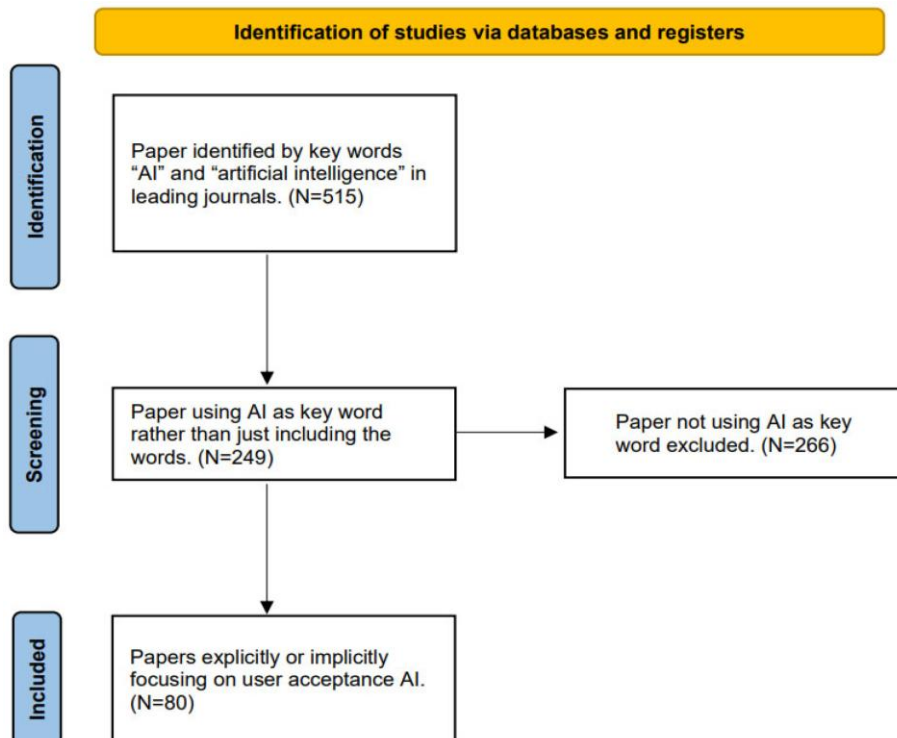 Identification of studies via databases and registers
Identification
Paper identified by key words
“AI” and “artificial intelligence” in
leading journals. (N=515)
Screening
Paper using AI as key word
rather than just including the
words. (N=249)
Paper not using AI as key
word excluded. (N=266)
Included
Papers explicitly or implicitly
focusing on user acceptance AI.
(N=80)